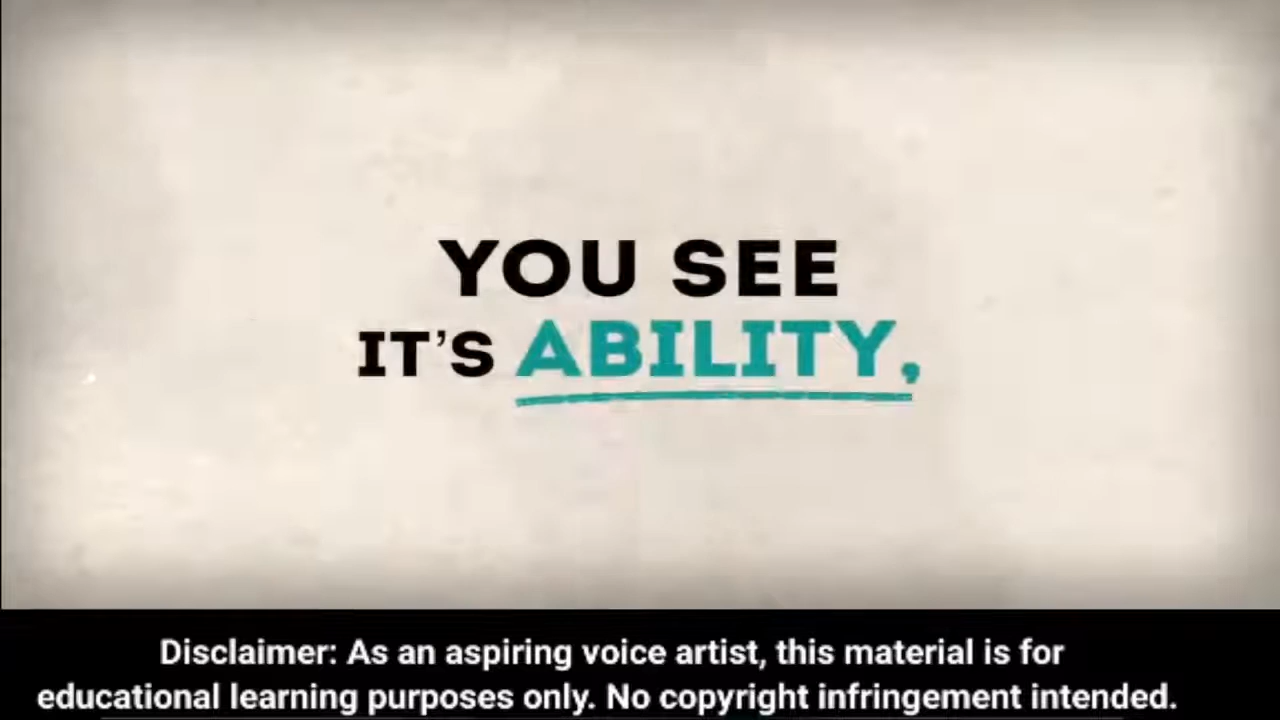 YOU SEE
IT’S ABILITY,
Disclaimer: As an aspiring voice artist, this material is for
educational learning purposes only. No copyright infringement intended.